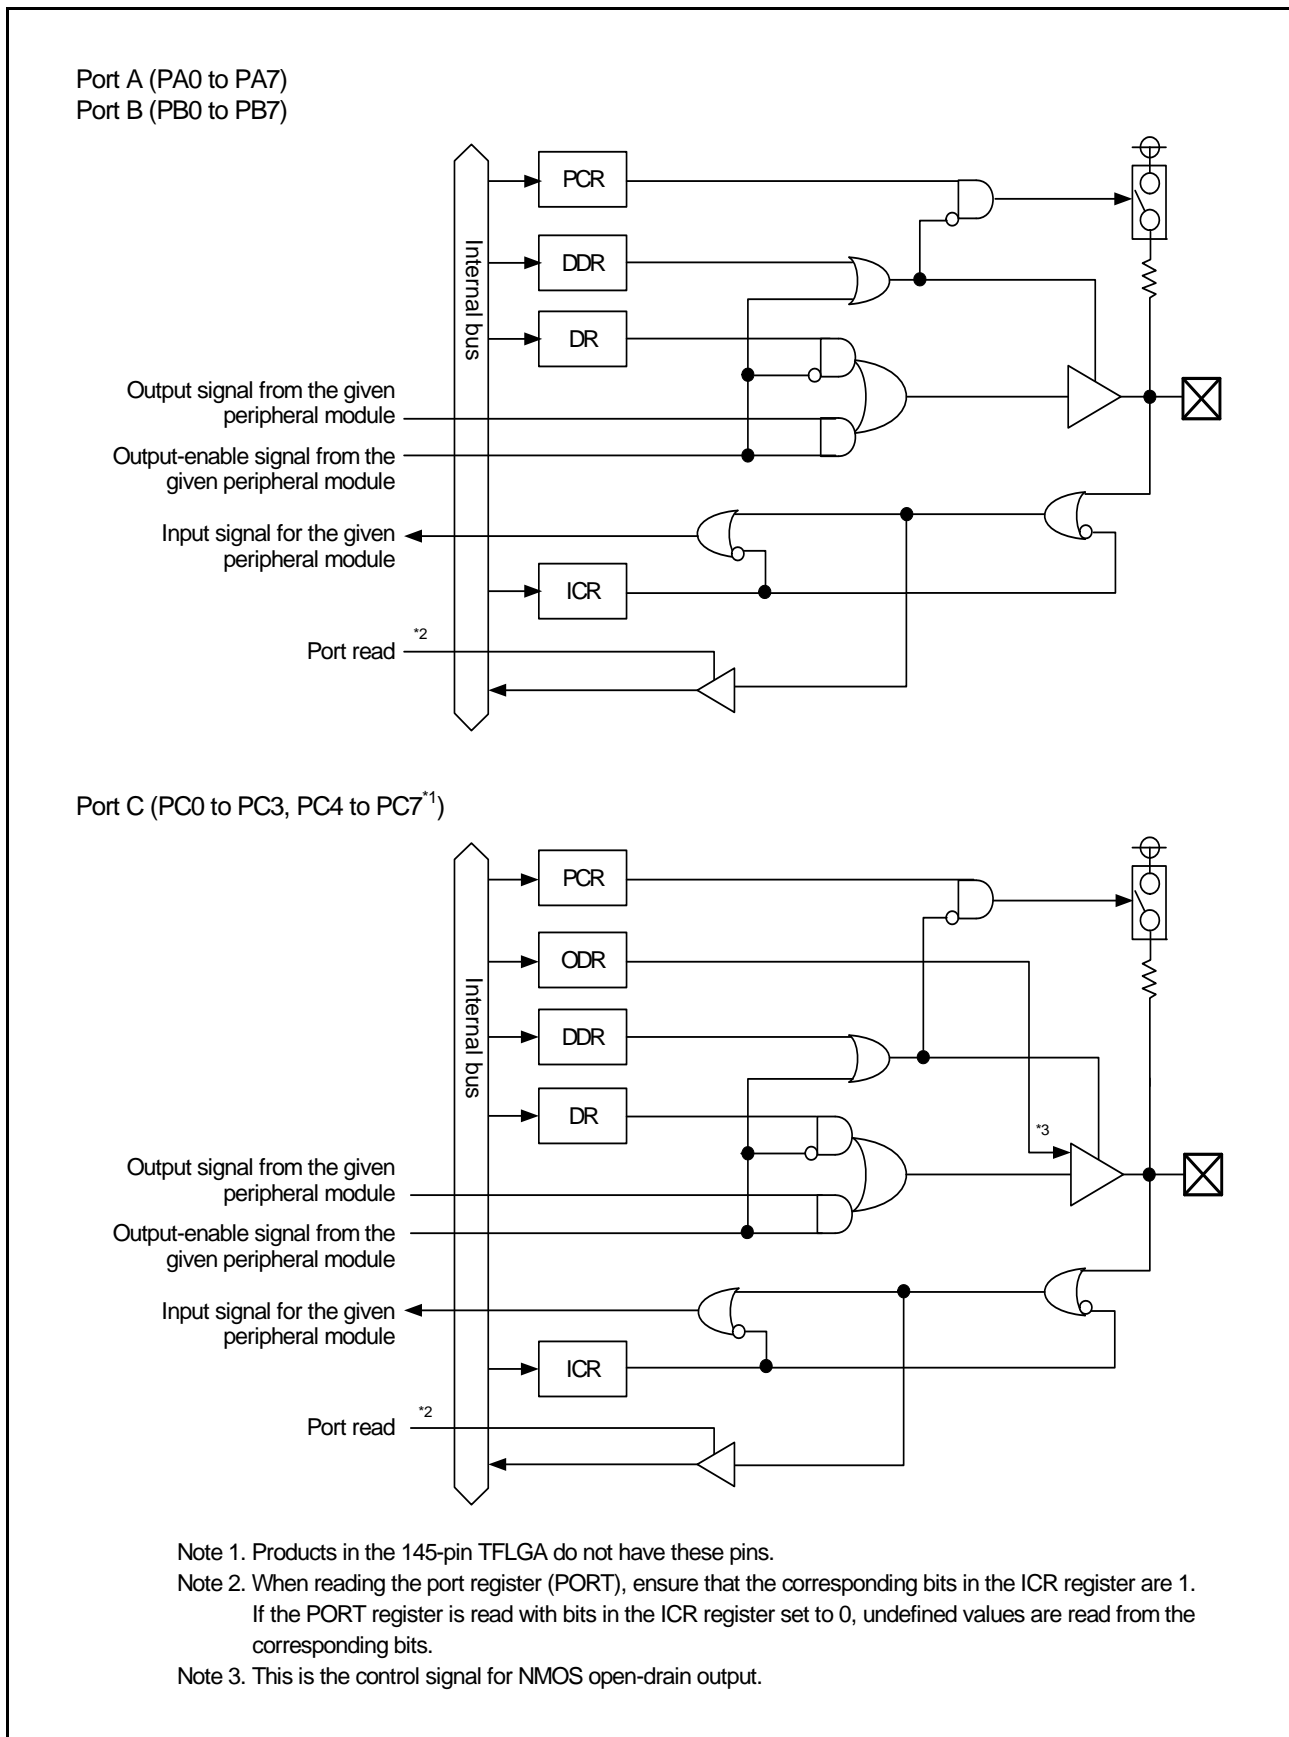 Port A (PA0 to PA7)
Port B (PB0 to PB7)
PCR
DDR
DR
Internal bus
Output signal from the given
peripheral module
Output-enable signal from the
given peripheral module
Input signal for the given
peripheral module
ICR
Port read *2
Port C (PC0 to PC3, PC4 to PC7*1)
PCR
ODR
DDR
DR
Internal bus
*3
Output signal from the given
peripheral module
Output-enable signal from the
given peripheral module
Input signal for the given
peripheral module
ICR
Port read *2
Note 1. Products in the 145-pin TFLGA do not have these pins.
Note 2. When reading the port register (PORT), ensure that the corresponding bits in the ICR register are 1.
If the PORT register is read with bits in the ICR register set to 0, undefined values are read from the
corresponding bits.
Note 3. This is the control signal for NMOS open-drain output.